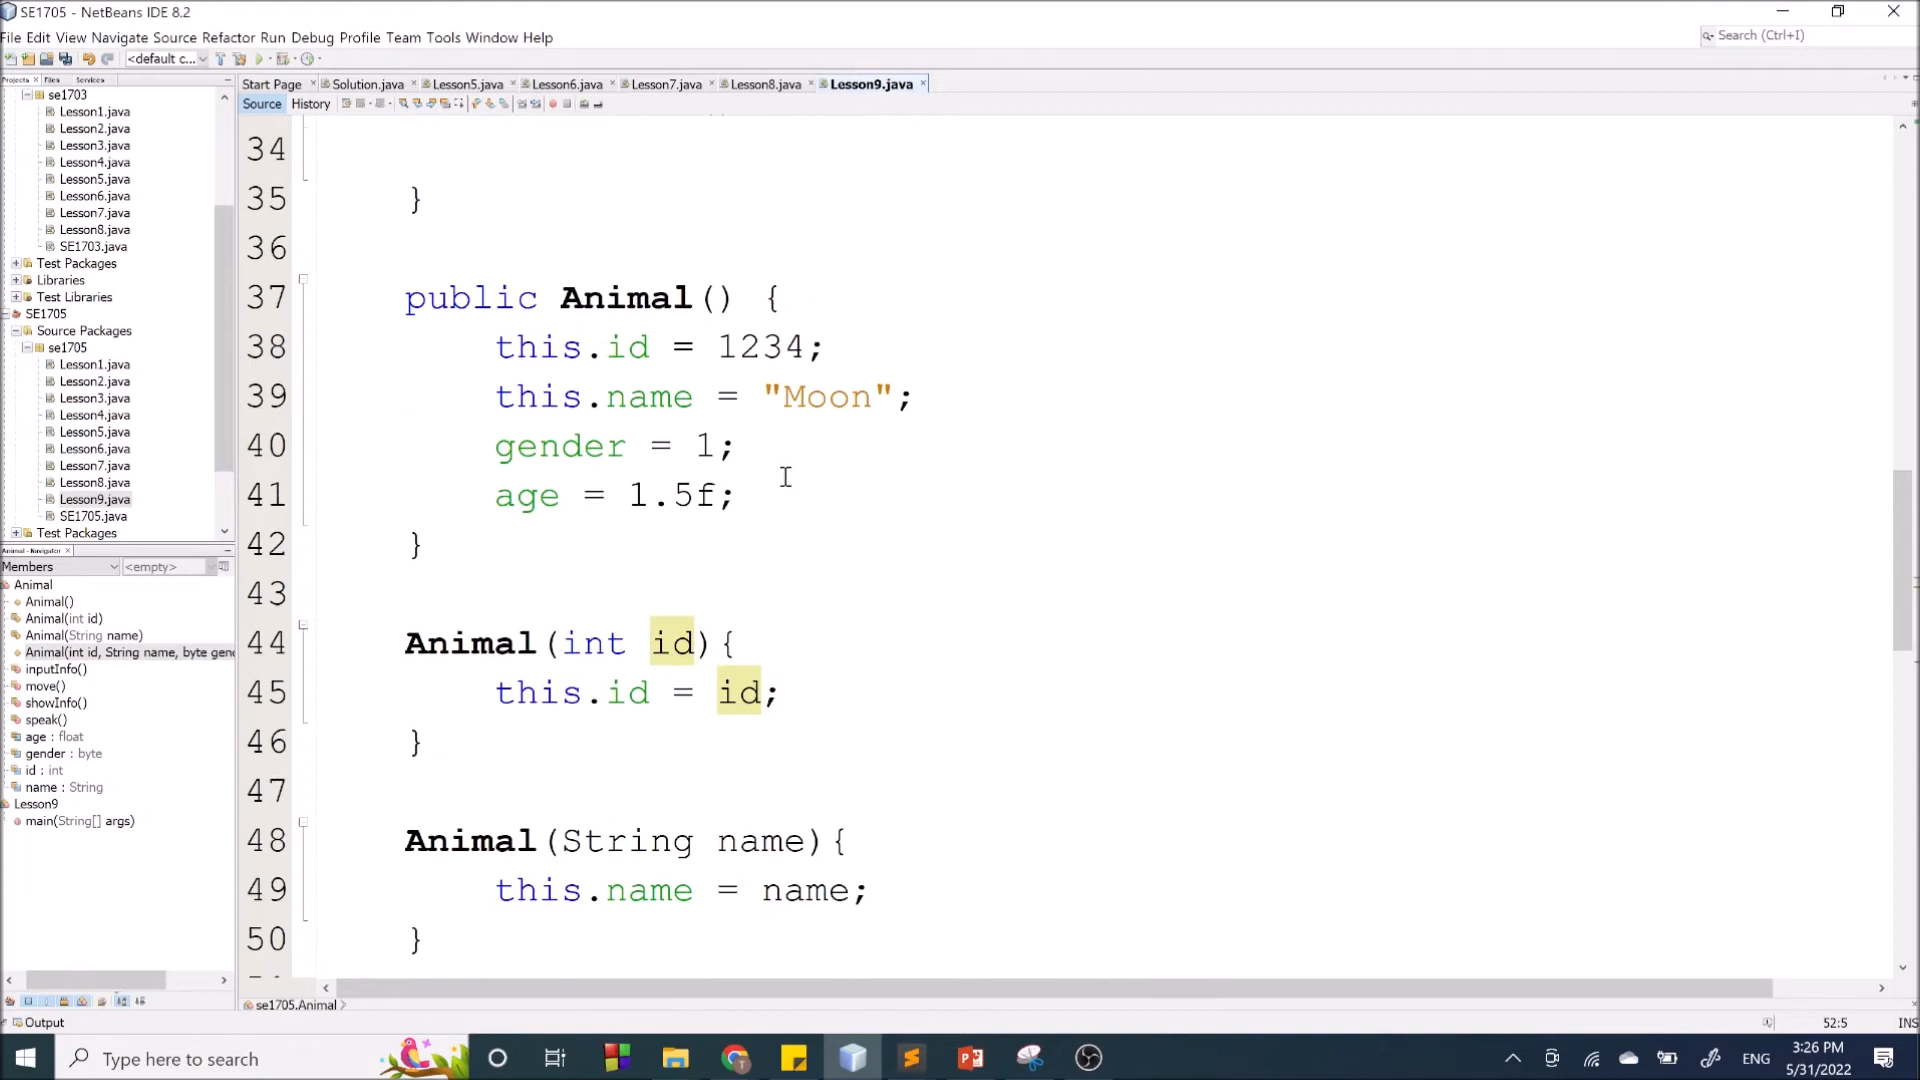 SE1705 - NetBeans IDE 8.2
File Edit View Navigate Source Refactor Run Debug Profile Team Tools Window Help
Search (Ctrl+I)
<default c...
Projects Files Services
Start Page Solution.java Lesson5.java Lesson6.java Lesson7.java Lesson8.java Lesson9.java
Source History
se1703
Lesson1.java
Lesson2.java
Lesson3.java
Lesson4.java
Lesson5.java
Lesson6.java
Lesson7.java
Lesson8.java
SE1703.java
Test Packages
Libraries
Test Libraries
SE1705
Source Packages
se1705
Lesson1.java
Lesson2.java
Lesson3.java
Lesson4.java
Lesson5.java
Lesson6.java
Lesson7.java
Lesson8.java
Lesson9.java
SE1705.java
Test Packages
Animal - Navigator
Members <empty>
Animal
Animal()
Animal(int id)
Animal(String name)
Animal(int id, String name, byte gend
inputInfo()
move()
showInfo()
speak()
age : float
gender : byte
id : int
name : String
Lesson9
main(String[] args)
34
35 }
36
37 public Animal() {
38 this.id = 1234;
39 this.name = "Moon";
40 gender = 1;
41 age = 1.5f;
42 }
43
44 Animal(int id){
45 this.id = id;
46 }
47
48 Animal(String name){
49 this.name = name;
50 }
se1705.Animal
Output
52:5 INS
Type here to search
ENG
3:26 PM
5/31/2022